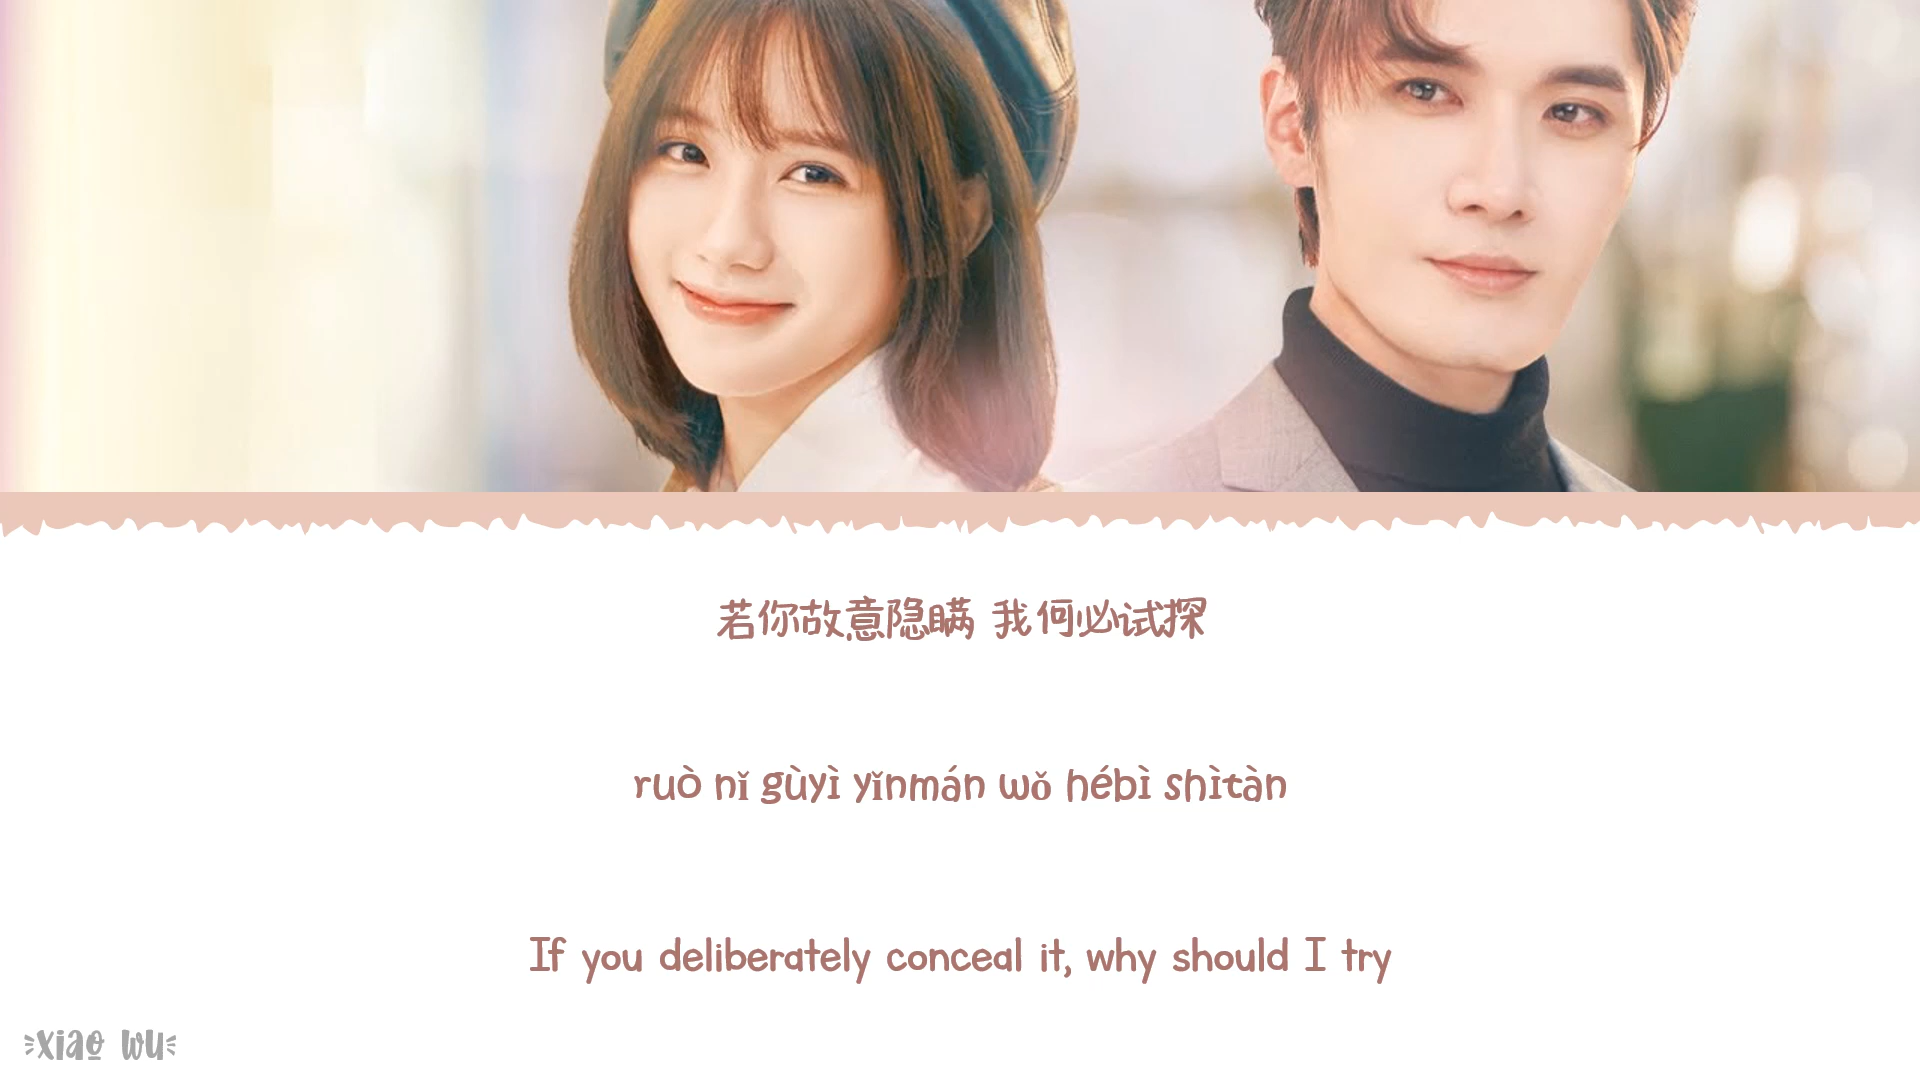 若你故意隐瞒 我何必试探
ruò nǐ gùyì yǐnmán wǒ hébì shìtàn
If you deliberately conceal it, why should I try
xiao wu